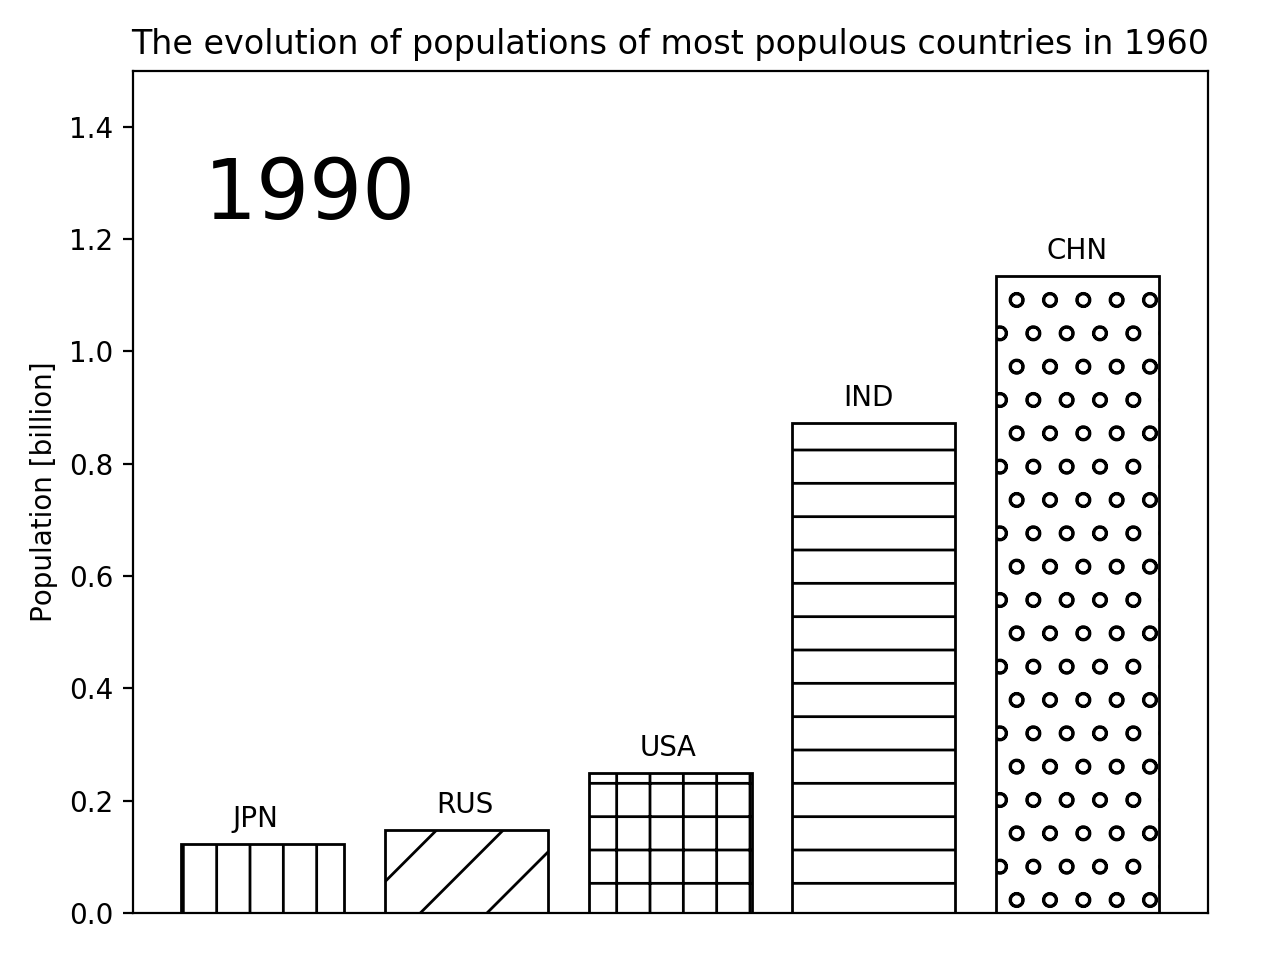 The evolution of populations of most populous countries in 1960
1990
Population [billion]
1.4
1.2
1.0
0.8
0.6
0.4
0.2
0.0
JPN
RUS
USA
IND
CHN